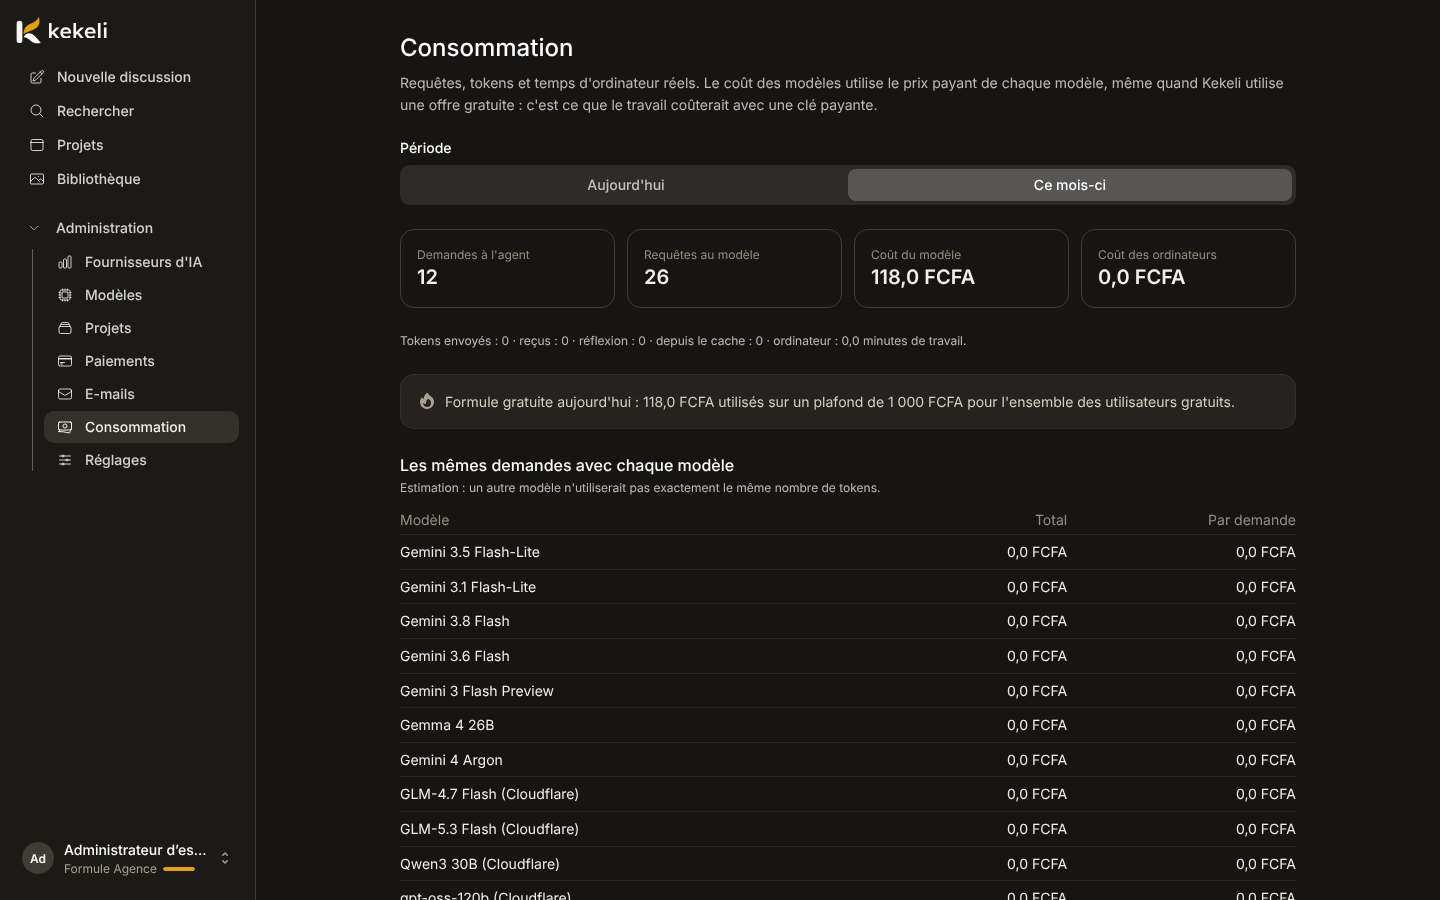 kekeli
Nouvelle discussion
Rechercher
Projets
Bibliothèque
Administration
Fournisseurs d'IA
Modèles
Projets
Paiements
E-mails
Consommation
Réglages
Ad
Administrateur d'es...
Formule Agence
Consommation
Requêtes, tokens et temps d'ordinateur réels. Le coût des modèles utilise le prix payant de chaque modèle, même quand Kekeli utilise
une offre gratuite : c'est ce que le travail coûterait avec une clé payante.
Période
Aujourd'hui
Ce mois-ci
Demandes à l'agent
12
Requêtes au modèle
26
Coût du modèle
118,0 FCFA
Coût des ordinateurs
0,0 FCFA
Tokens envoyés : 0 · reçus : 0 · réflexion : 0 · depuis le cache : 0 · ordinateur : 0,0 minutes de travail.
Formule gratuite aujourd'hui : 118,0 FCFA utilisés sur un plafond de 1 000 FCFA pour l'ensemble des utilisateurs gratuits.
Les mêmes demandes avec chaque modèle
Estimation : un autre modèle n'utiliserait pas exactement le même nombre de tokens.
Modèle Total Par demande
Gemini 3.5 Flash-Lite 0,0 FCFA 0,0 FCFA
Gemini 3.1 Flash-Lite 0,0 FCFA 0,0 FCFA
Gemini 3.8 Flash 0,0 FCFA 0,0 FCFA
Gemini 3.6 Flash 0,0 FCFA 0,0 FCFA
Gemini 3 Flash Preview 0,0 FCFA 0,0 FCFA
Gemma 4 26B 0,0 FCFA 0,0 FCFA
Gemini 4 Argon 0,0 FCFA 0,0 FCFA
GLM-4.7 Flash (Cloudflare) 0,0 FCFA 0,0 FCFA
GLM-5.3 Flash (Cloudflare) 0,0 FCFA 0,0 FCFA
Qwen3 30B (Cloudflare) 0,0 FCFA 0,0 FCFA
gpt-oss-120b (Cloudflare) 0,0 FCFA 0,0 FCFA